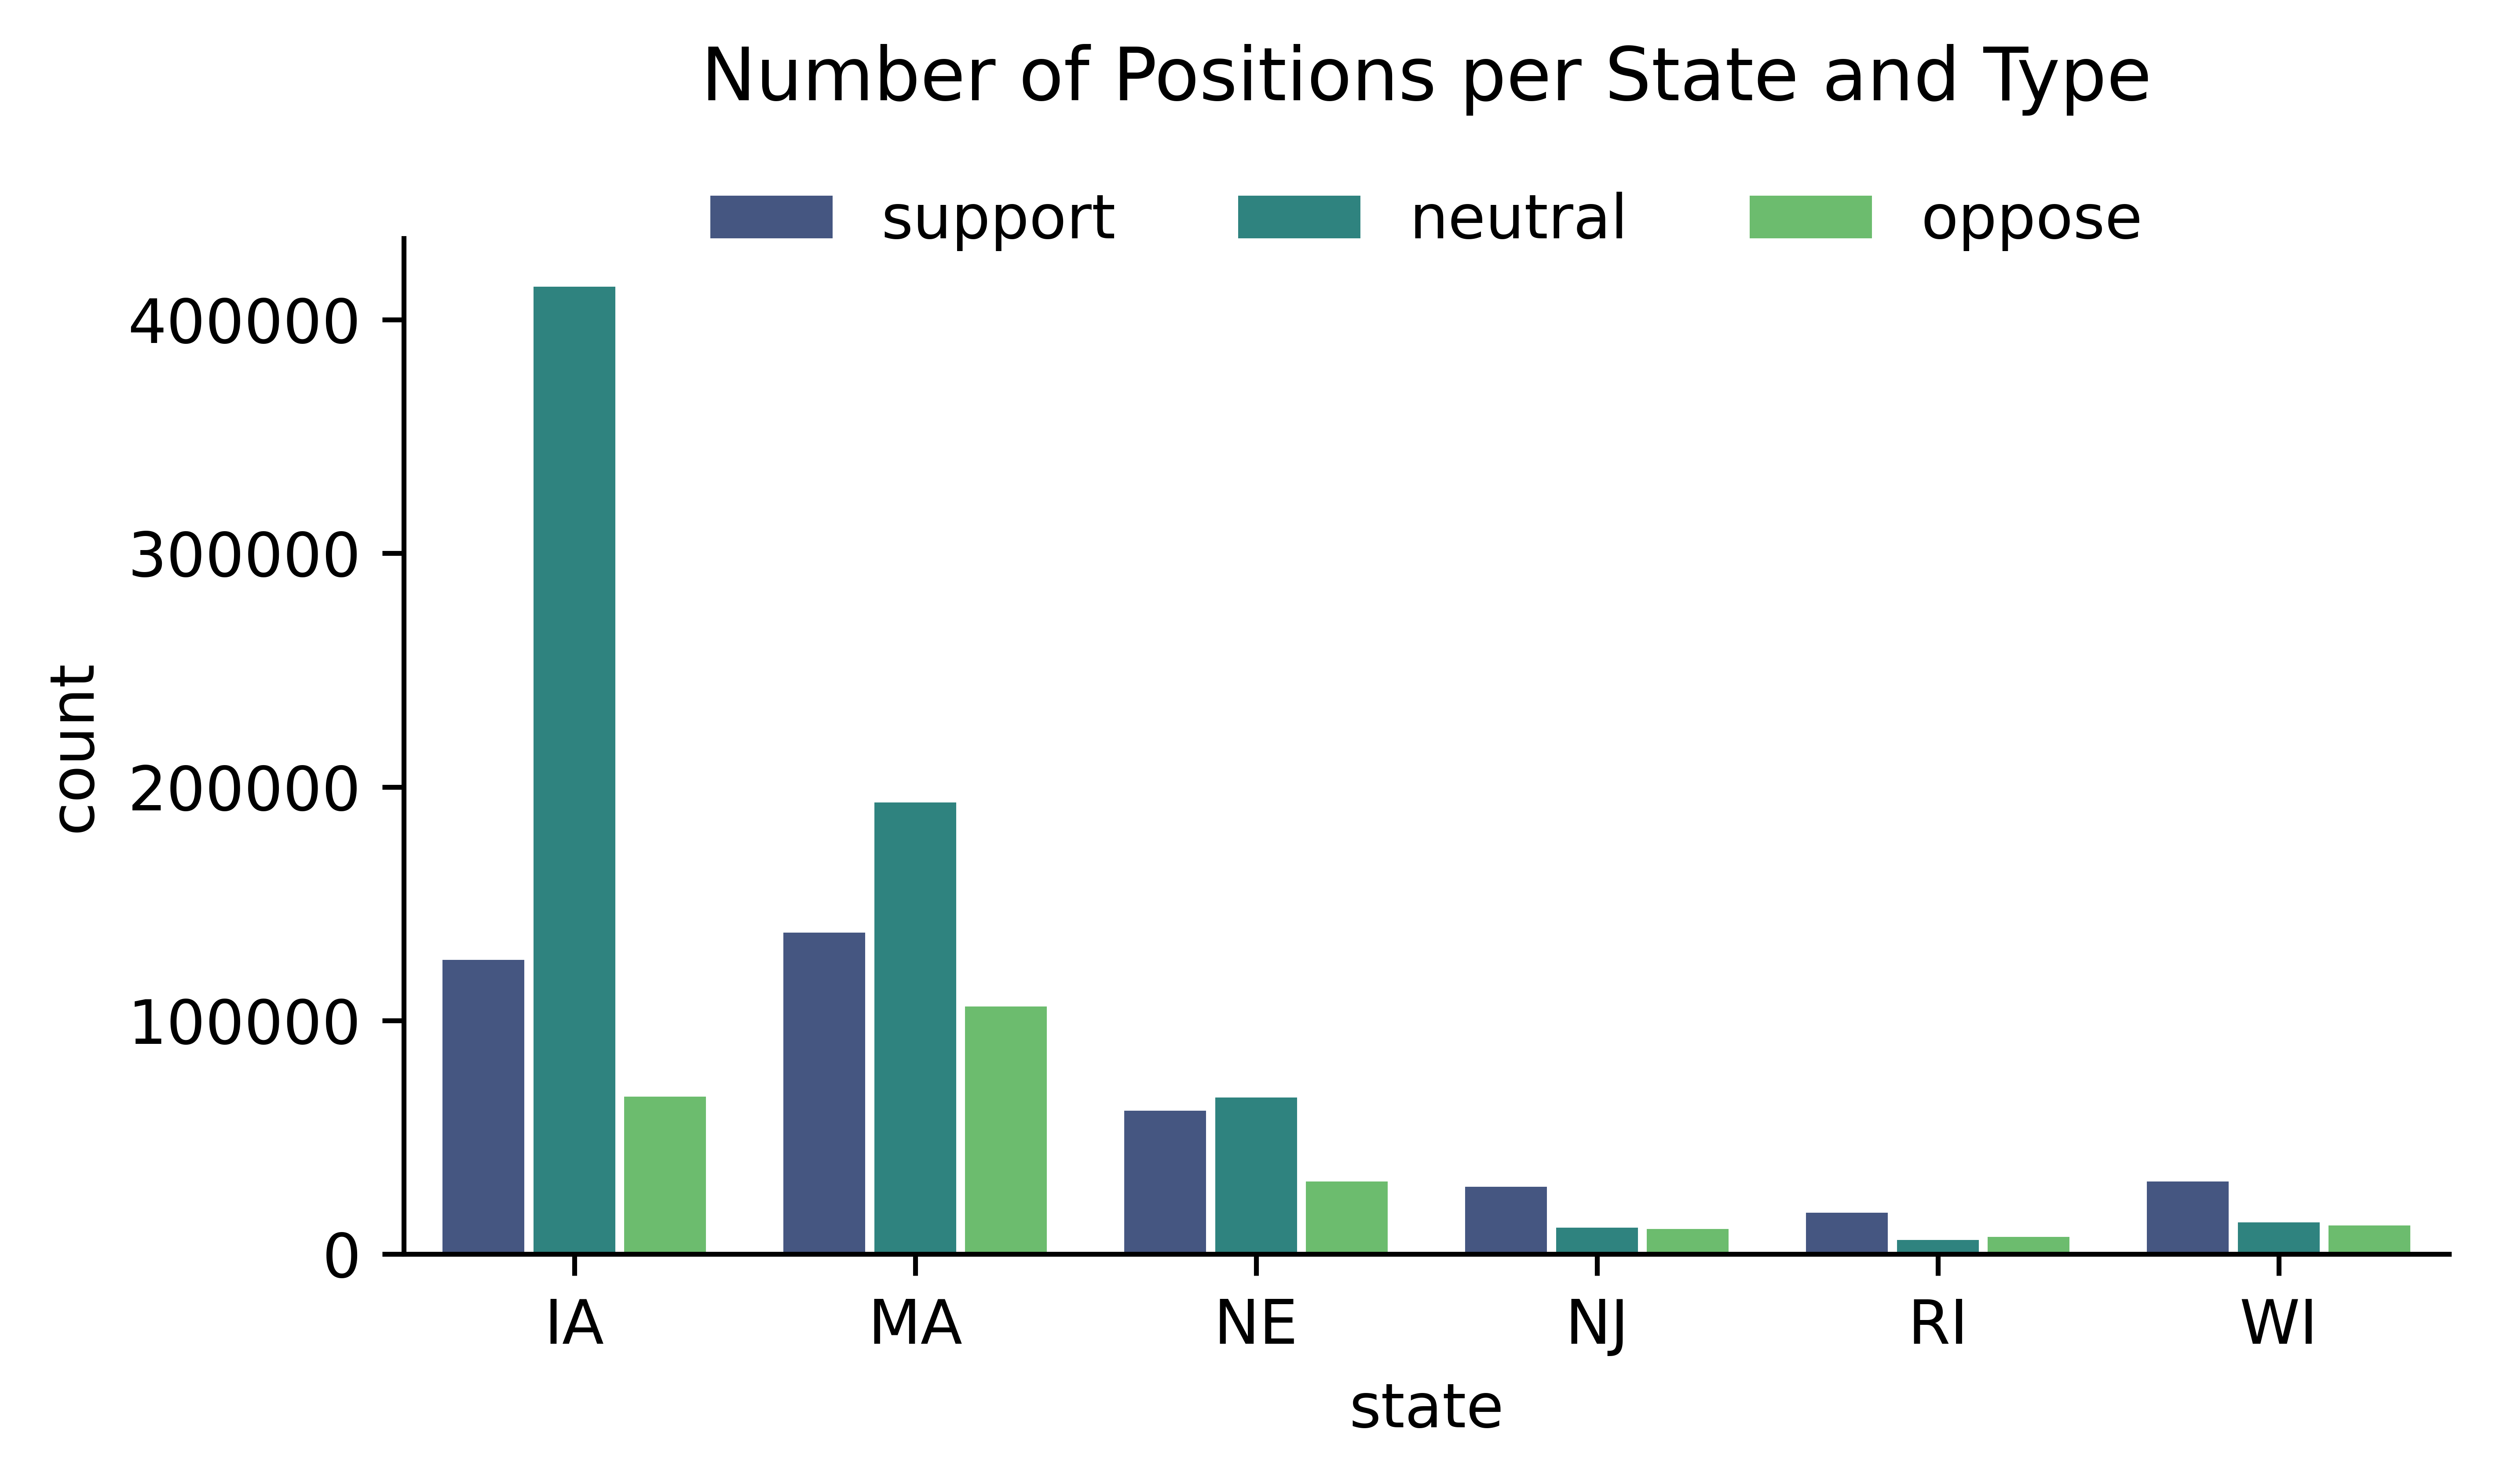 Number of Positions per State and Type
support neutral oppose
400000
300000
200000
100000
0
count
IA MA NE NJ RI WI
state